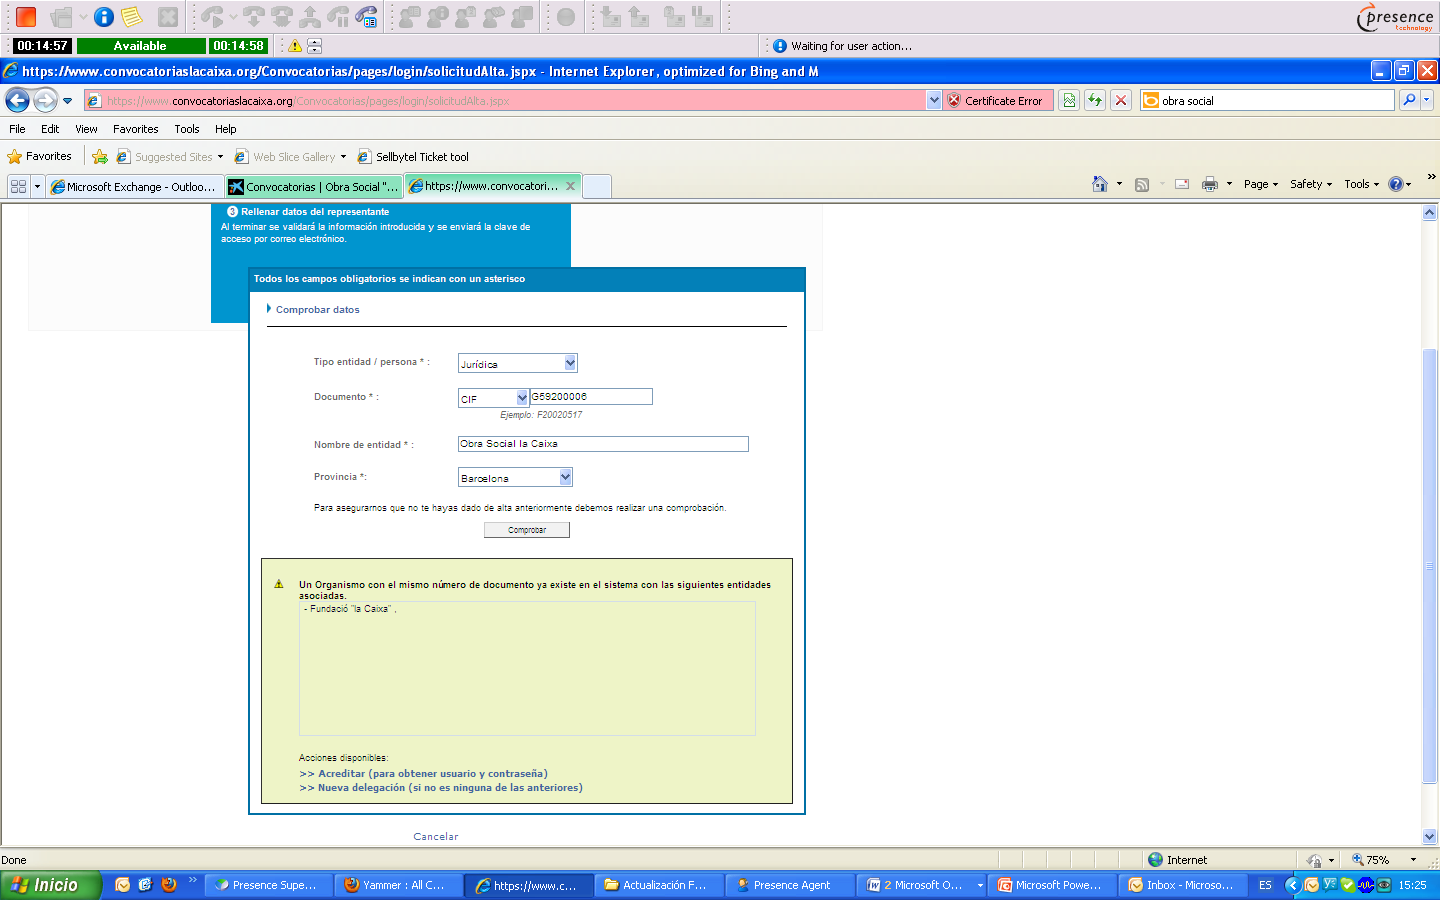 presence
technology
00:14:57 Available 00:14:58
Waiting for user action...
https://www.convocatoriaslacaixa.org/Convocatorias/pages/login/solicitudAlta.jspx - Internet Explorer, optimized for Bing and M
https://www.convocatoriaslacaixa.org/Convocatorias/pages/login/solicitudAlta.jspx Certificate Error obra social
File Edit View Favorites Tools Help
Favorites Suggested Sites Web Slice Gallery Sellbytel Ticket tool
Microsoft Exchange - Outloo... Convocatorias | Obra Social "... https://www.convocatori... Page Safety Tools »
3 Rellenar datos del representante
Al terminar se validará la información introducida y se enviará la clave de
acceso por correo electrónico.
Todos los campos obligatorios se indican con un asterisco
Comprobar datos
Tipo entidad / persona * : Jurídica
Documento * : CIF G59200006
Ejemplo: F20020517
Nombre de entidad * : Obra Social la Caixa
Provincia *: Barcelona
Para asegurarnos que no te hayas dado de alta anteriormente debemos realizar una comprobación.
Comprobar
Un Organismo con el mismo número de documento ya existe en el sistema con las siguientes entidades
asociadas.
- Fundació "la Caixa" ,
Acciones disponibles:
>> Acreditar (para obtener usuario y contraseña)
>> Nueva delegación (si no es ninguna de las anteriores)
Cancelar
Done Internet 75%
Inicio » Presence Supe... Yammer : All C... https://www.c... Actualización F... Presence Agent 2 Microsoft O... Microsoft Powe... Inbox - Microso... ES 15:25